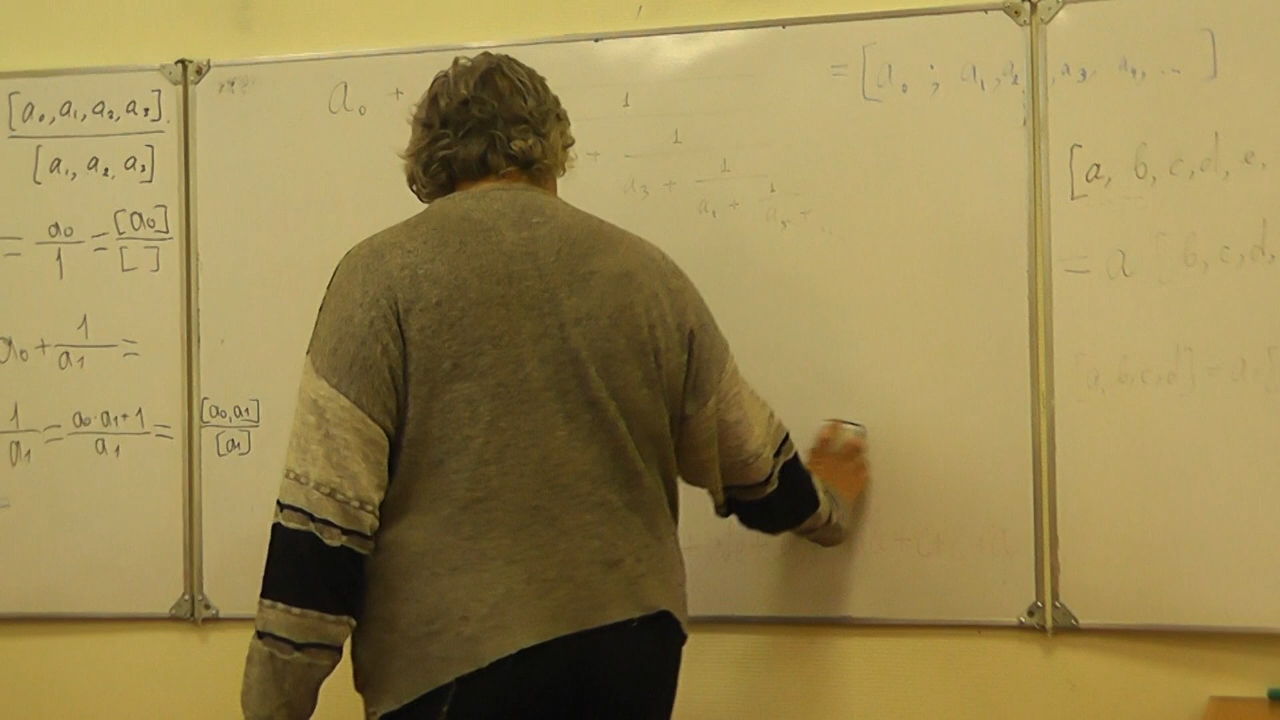 [a₀, a₁, a₂, a₃]
[a₁, a₂, a₃]
= a₀/1 = [a₀]/[ ]
a₀ + 1/a₁ =
1/a₁ = (a₀·a₁+1)/a₁ = [a₀, a₁]/[a₁]
=
a₀ +
1
+ 1
a₃ + 1
a₄ + 1
a₅ +
= [a₀; a₁, a₂, a₃, a₄, ...]
[a, b, c, d, e,
= a [b, c, d,
[a, b, c, d] = a